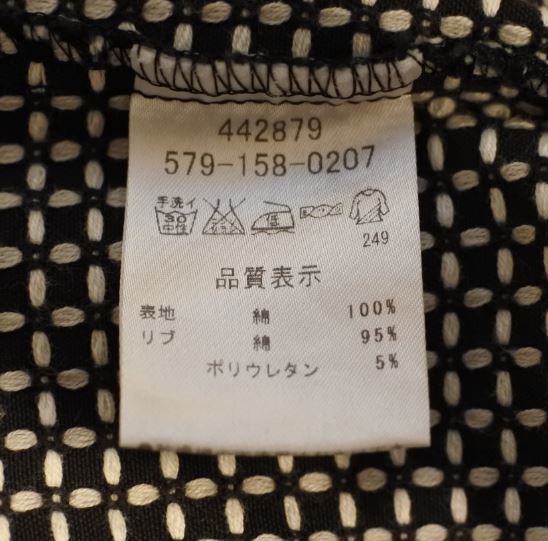 442879
579-158-0207
手洗イ
30
中性
低
249
品質表示
表地 綿 100%
リブ 綿 95%
ポリウレタン 5%